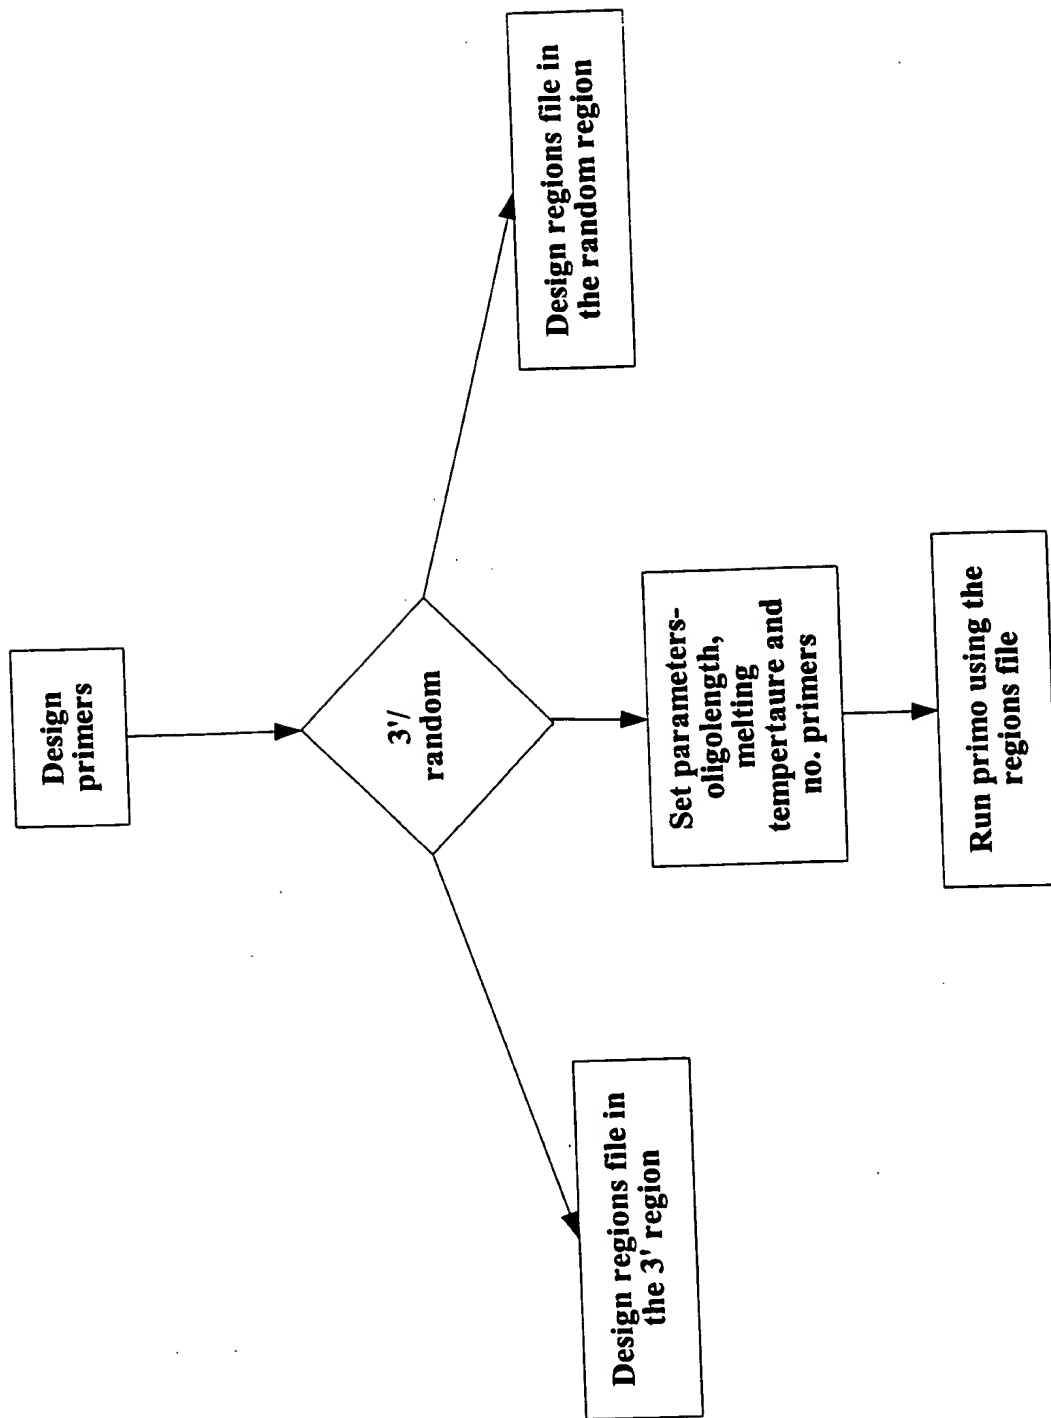 Design
primers
3'/
random
Design regions file in
the 3' region
Set parameters-
oligolength,
melting
tempertaure and
no. primers
Design regions file in
the random region
Run primo using the
regions file